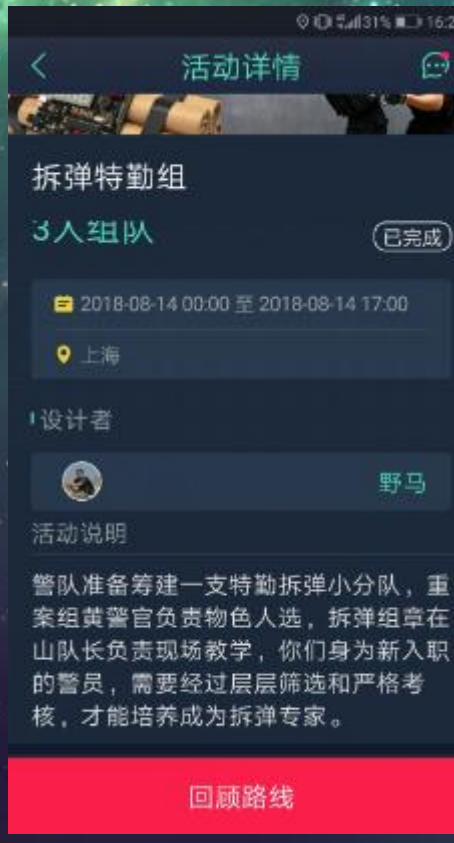 31% 16:2
活动详情
拆弹特勤组
3人组队
已完成
2018-08-14 00:00 至 2018-08-14 17:00
上海
设计者
野马
活动说明
警队准备筹建一支特勤拆弹小分队，重
案组黄警官负责物色人选，拆弹组章在
山队长负责现场教学，你们身为新入职
的警员，需要经过层层筛选和严格考
核，才能培养成为拆弹专家。
回顾路线